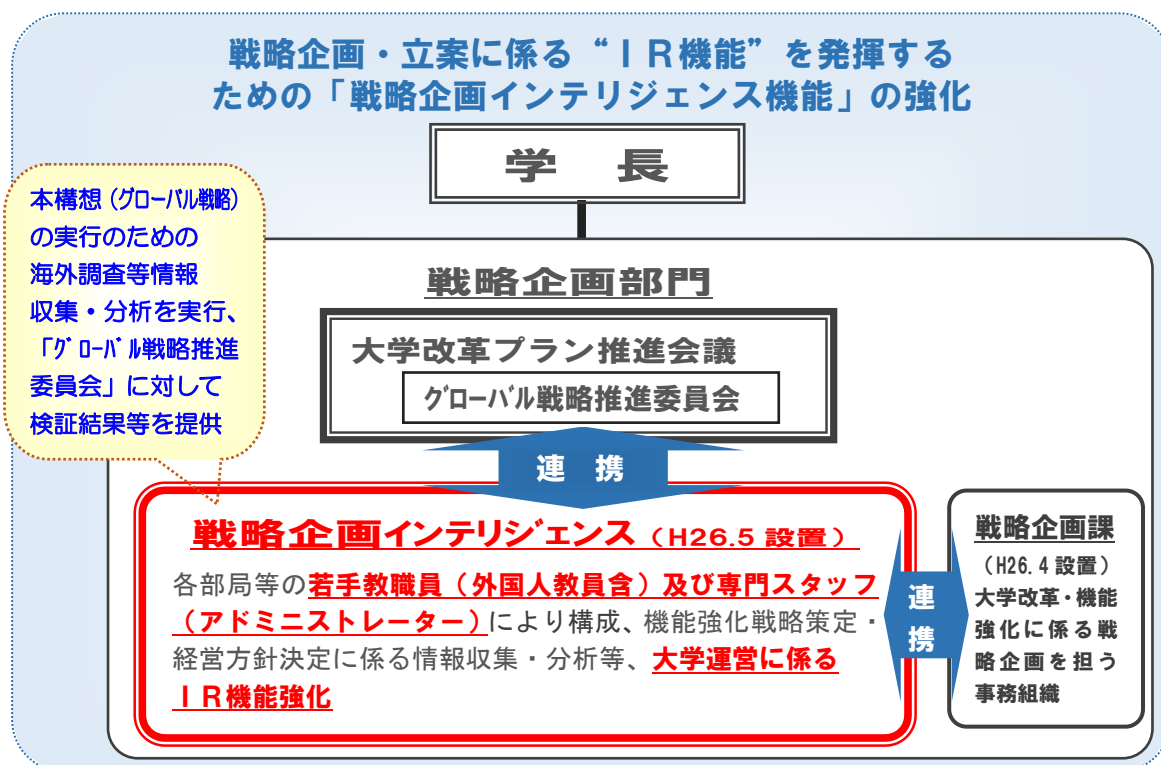 戦略企画・立案に係る“ＩＲ機能”を発揮する
ための「戦略企画インテリジェンス機能」の強化
学　長
本構想（グローバル戦略）
の実行のための
海外調査等情報
収集・分析を実行、
「グローバル戦略推進
委員会」に対して
検証結果等を提供
戦略企画部門
大学改革プラン推進会議
グローバル戦略推進委員会
連　携
戦略企画インテリジェンス（H26.5 設置）
各部局等の若手教職員（外国人教員含）及び専門スタッフ
（アドミニストレーター）により構成、機能強化戦略策定・
経営方針決定に係る情報収集・分析等、大学運営に係る
ＩＲ機能強化
連
携
戦略企画課
（H26.4 設置）
大学改革・機能
強化に係る戦
略企画を担う
事務組織